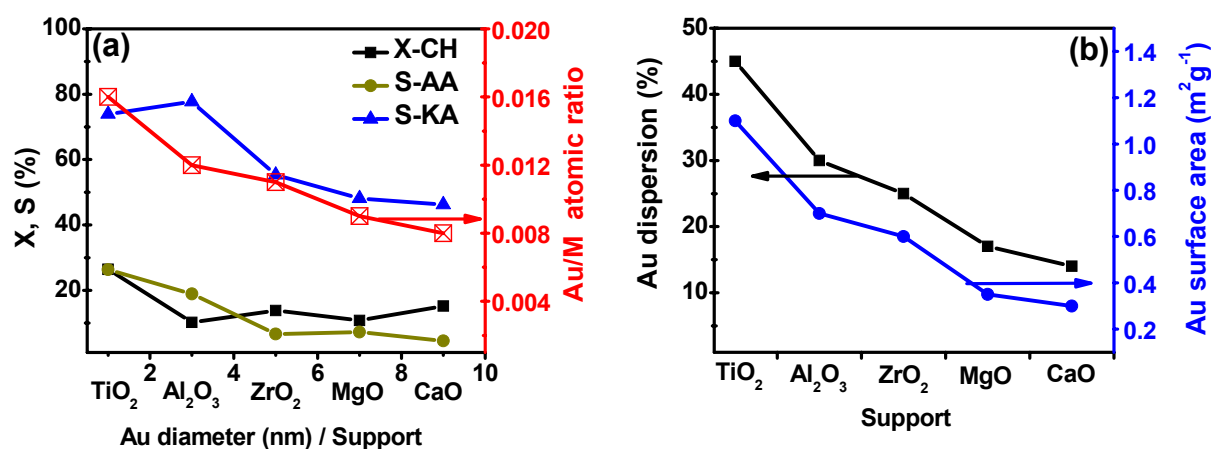 (a)
X-CH
S-AA
S-KA
X, S (%)
100
80
60
40
20
0.020
0.016
0.012
0.008
0.004
Au/M atomic ratio
2 4 6 8 10
TiO₂ Al₂O₃ ZrO₂ MgO CaO
Au diameter (nm) / Support
(b)
Au dispersion (%)
50
40
30
20
10
1.4
1.2
1.0
0.8
0.6
0.4
0.2
Au surface area (m² g⁻¹)
TiO₂ Al₂O₃ ZrO₂ MgO CaO
Support